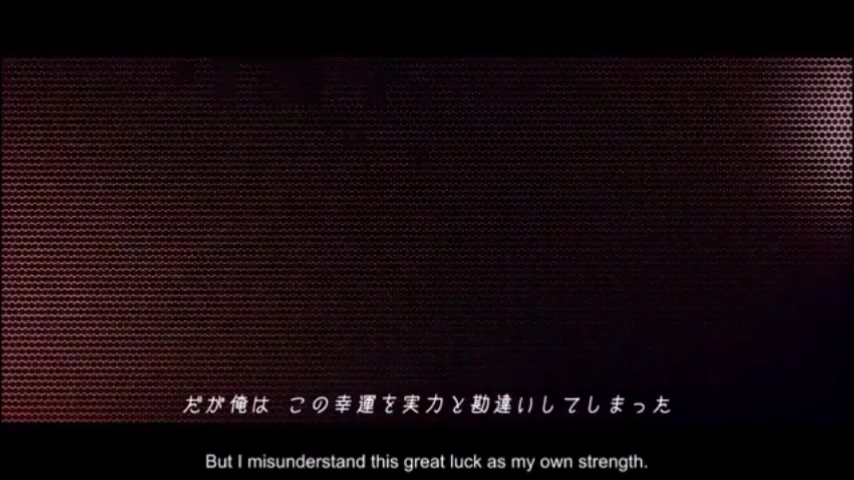 だが俺は この幸運を実力と勘違いしてしまった
But I misunderstand this great luck as my own strength.